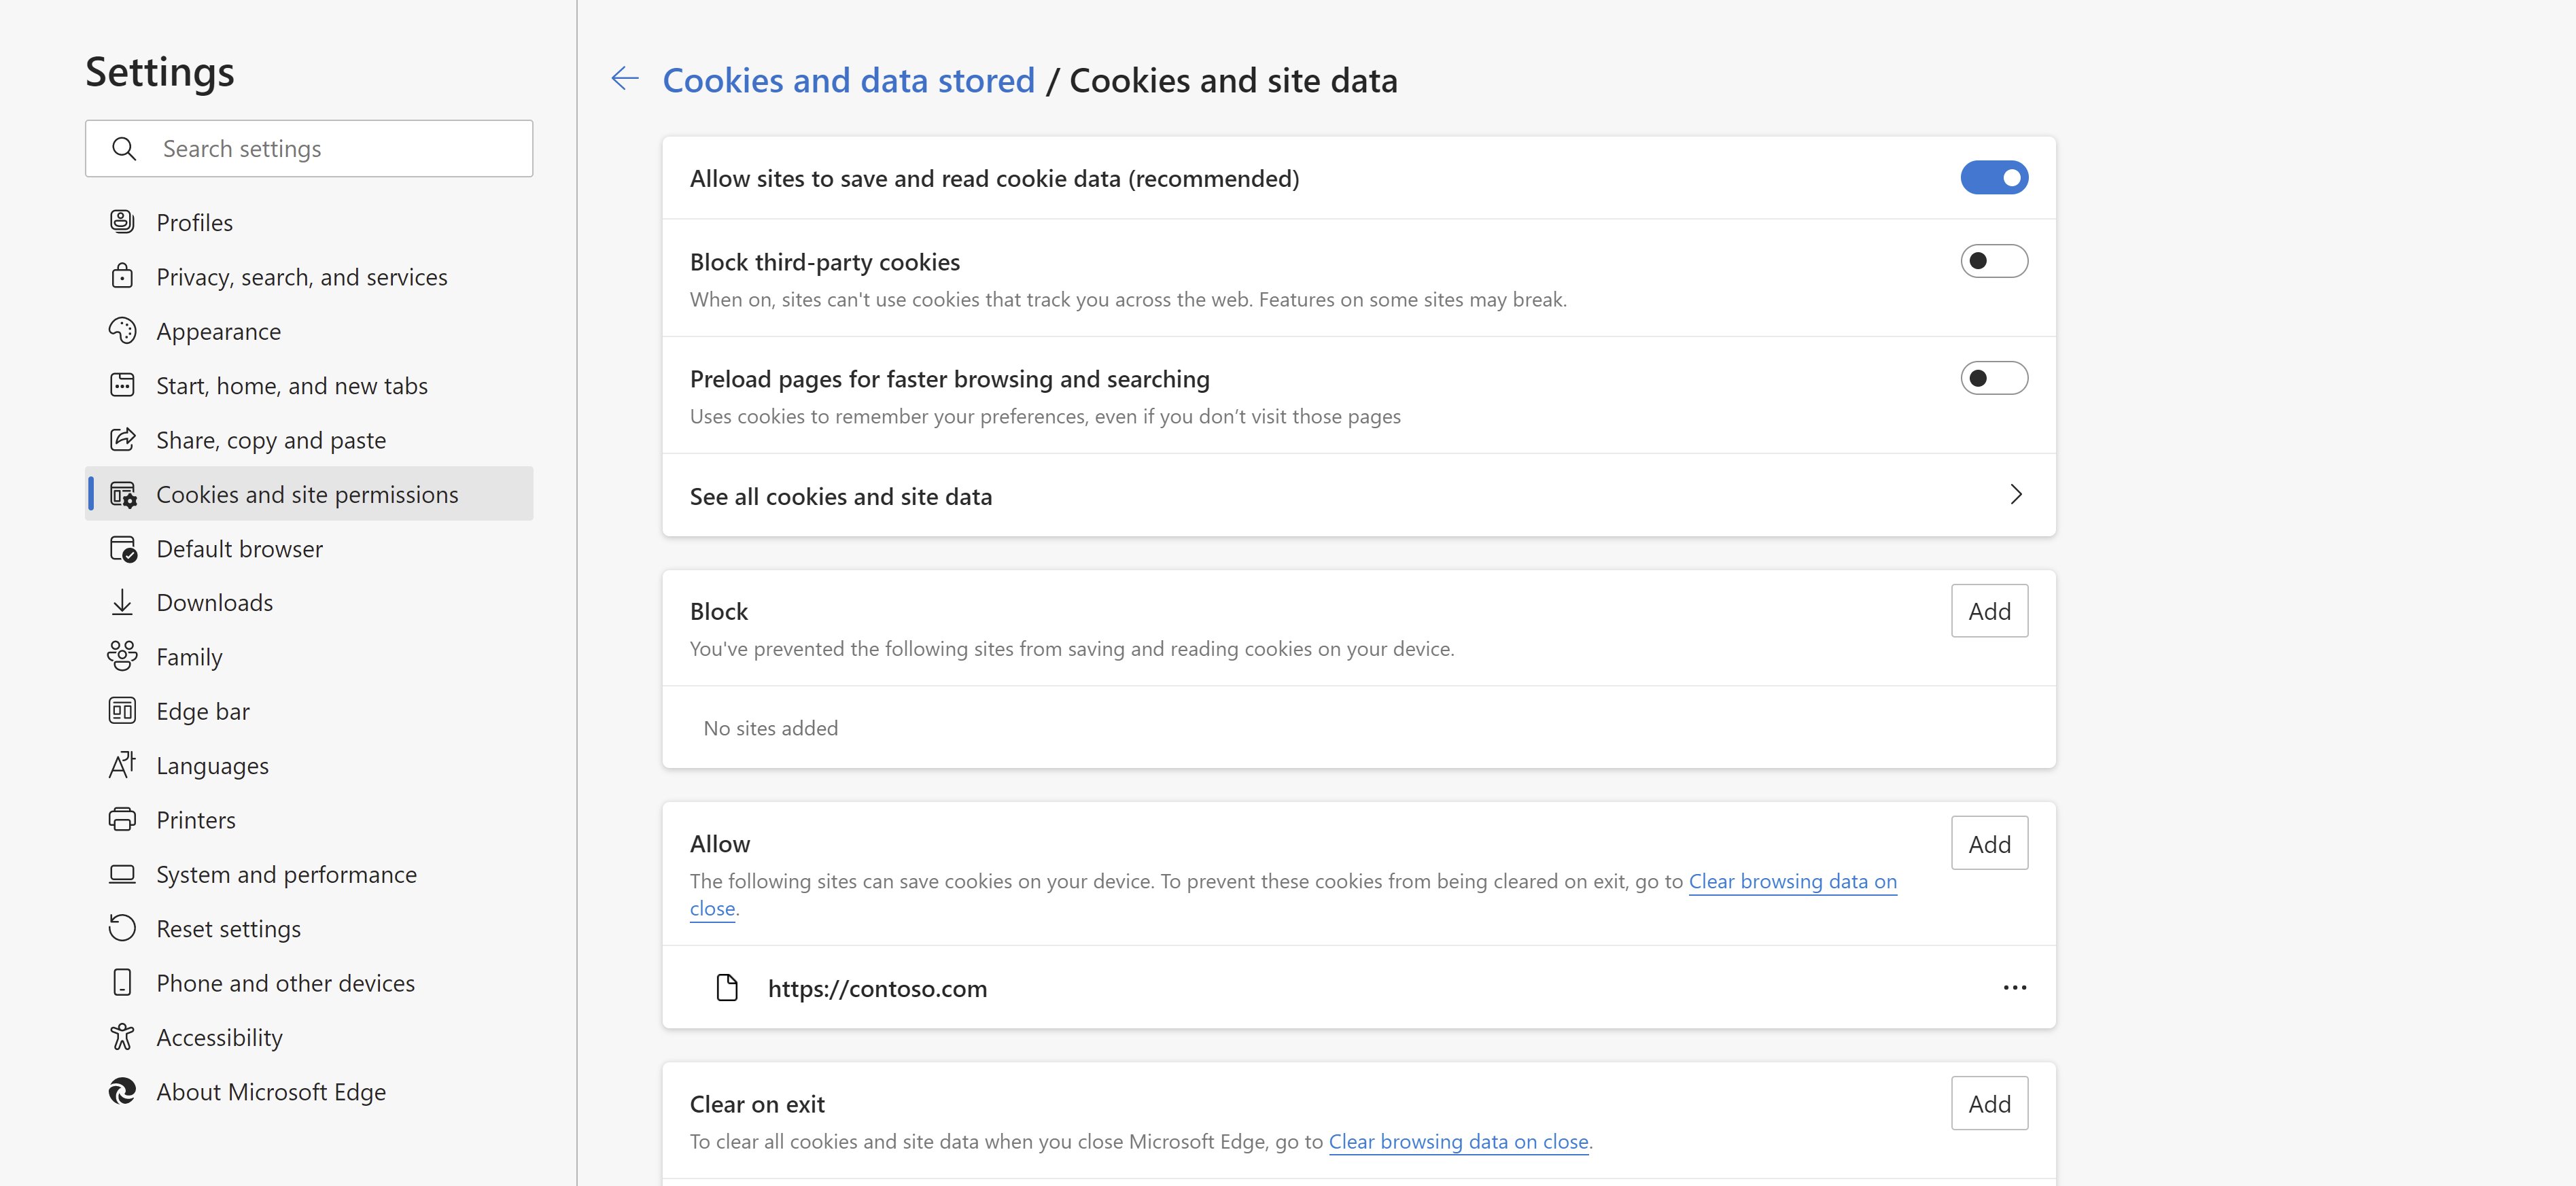 Settings
Search settings
Profiles
Privacy, search, and services
Appearance
Start, home, and new tabs
Share, copy and paste
Cookies and site permissions
Default browser
Downloads
Family
Edge bar
Languages
Printers
System and performance
Reset settings
Phone and other devices
Accessibility
About Microsoft Edge
Cookies and data stored / Cookies and site data
Allow sites to save and read cookie data (recommended)
Block third-party cookies
When on, sites can't use cookies that track you across the web. Features on some sites may break.
Preload pages for faster browsing and searching
Uses cookies to remember your preferences, even if you don’t visit those pages
See all cookies and site data
Block
Add
You've prevented the following sites from saving and reading cookies on your device.
No sites added
Allow
Add
The following sites can save cookies on your device. To prevent these cookies from being cleared on exit, go to Clear browsing data on
close.
https://contoso.com
Clear on exit
Add
To clear all cookies and site data when you close Microsoft Edge, go to Clear browsing data on close.